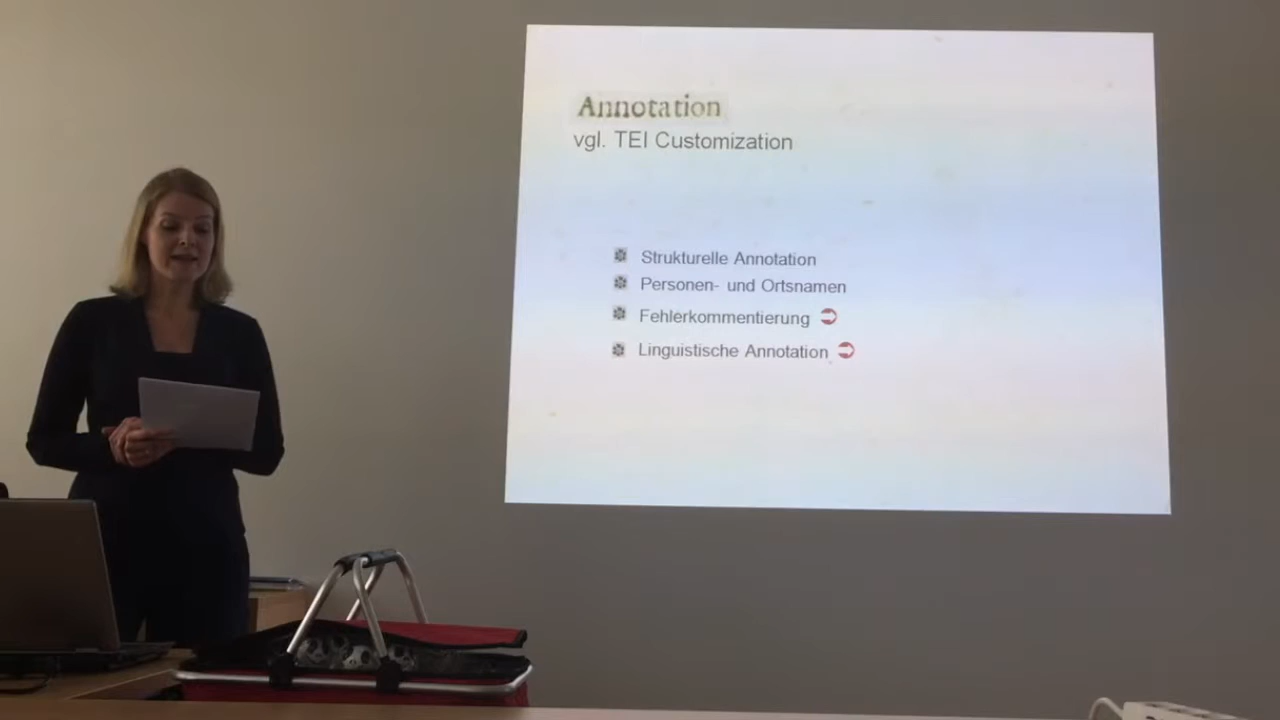 Annotation
vgl. TEI Customization
Strukturelle Annotation
Personen- und Ortsnamen
Fehlerkommentierung
Linguistische Annotation